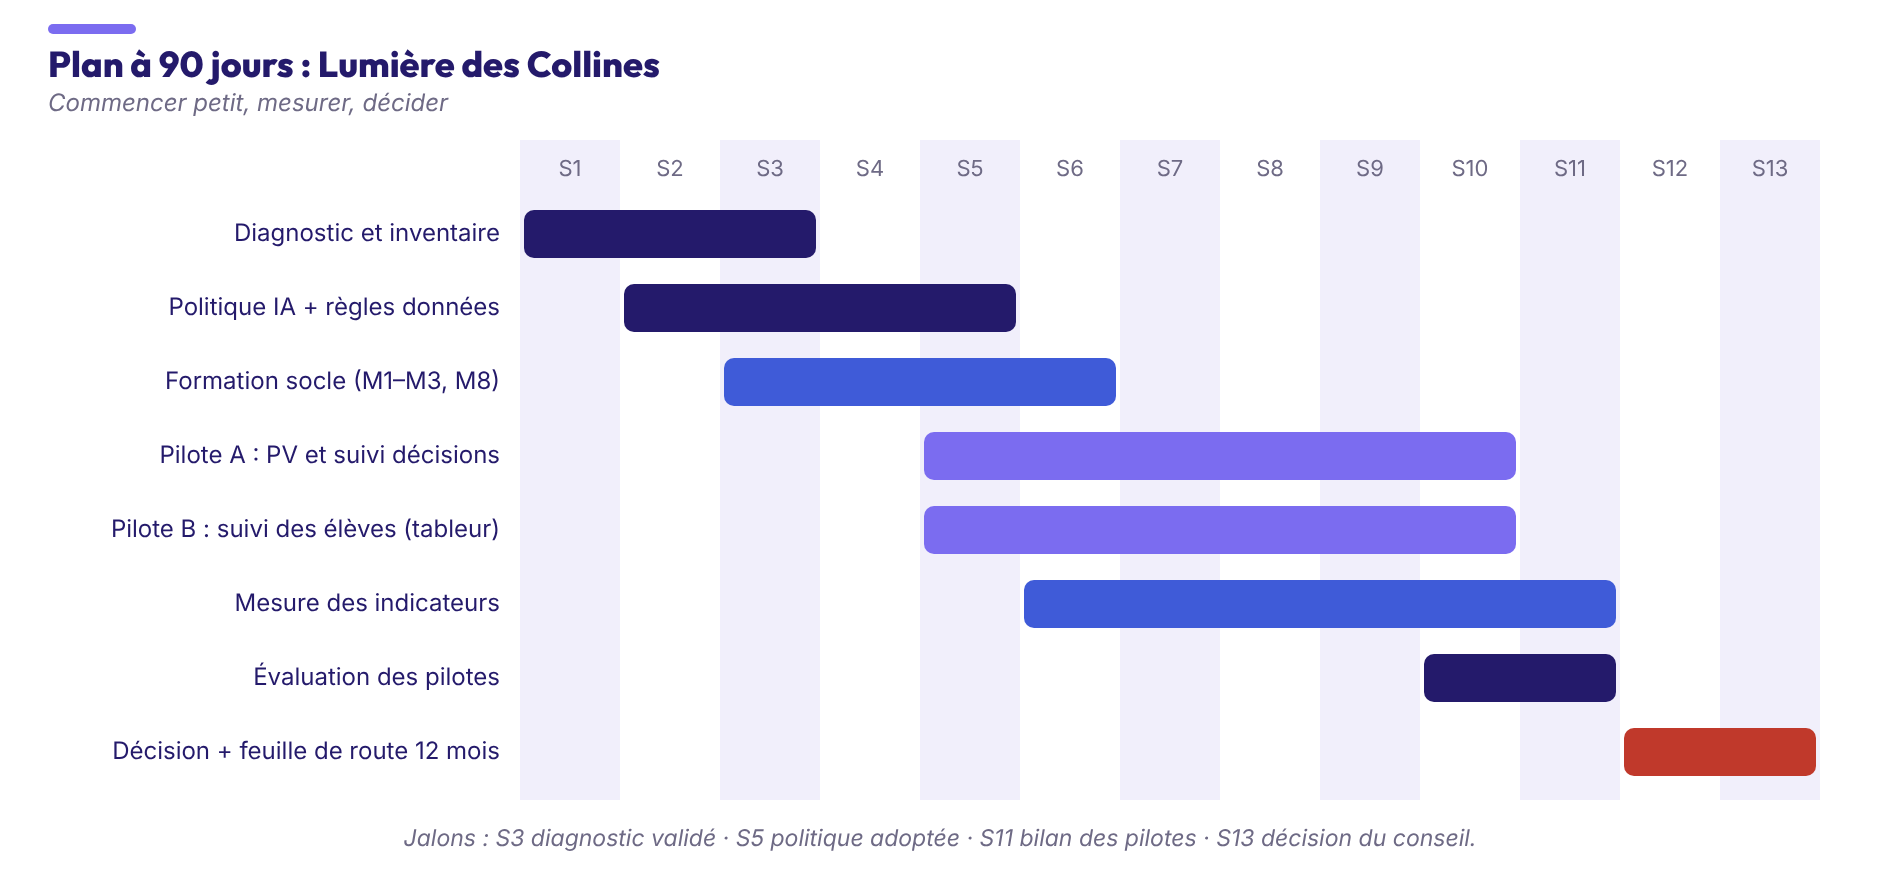 Plan à 90 jours : Lumière des Collines
Commencer petit, mesurer, décider
S1 S2 S3 S4 S5 S6 S7 S8 S9 S10 S11 S12 S13
Diagnostic et inventaire
Politique IA + règles données
Formation socle (M1–M3, M8)
Pilote A : PV et suivi décisions
Pilote B : suivi des élèves (tableur)
Mesure des indicateurs
Évaluation des pilotes
Décision + feuille de route 12 mois
Jalons : S3 diagnostic validé · S5 politique adoptée · S11 bilan des pilotes · S13 décision du conseil.